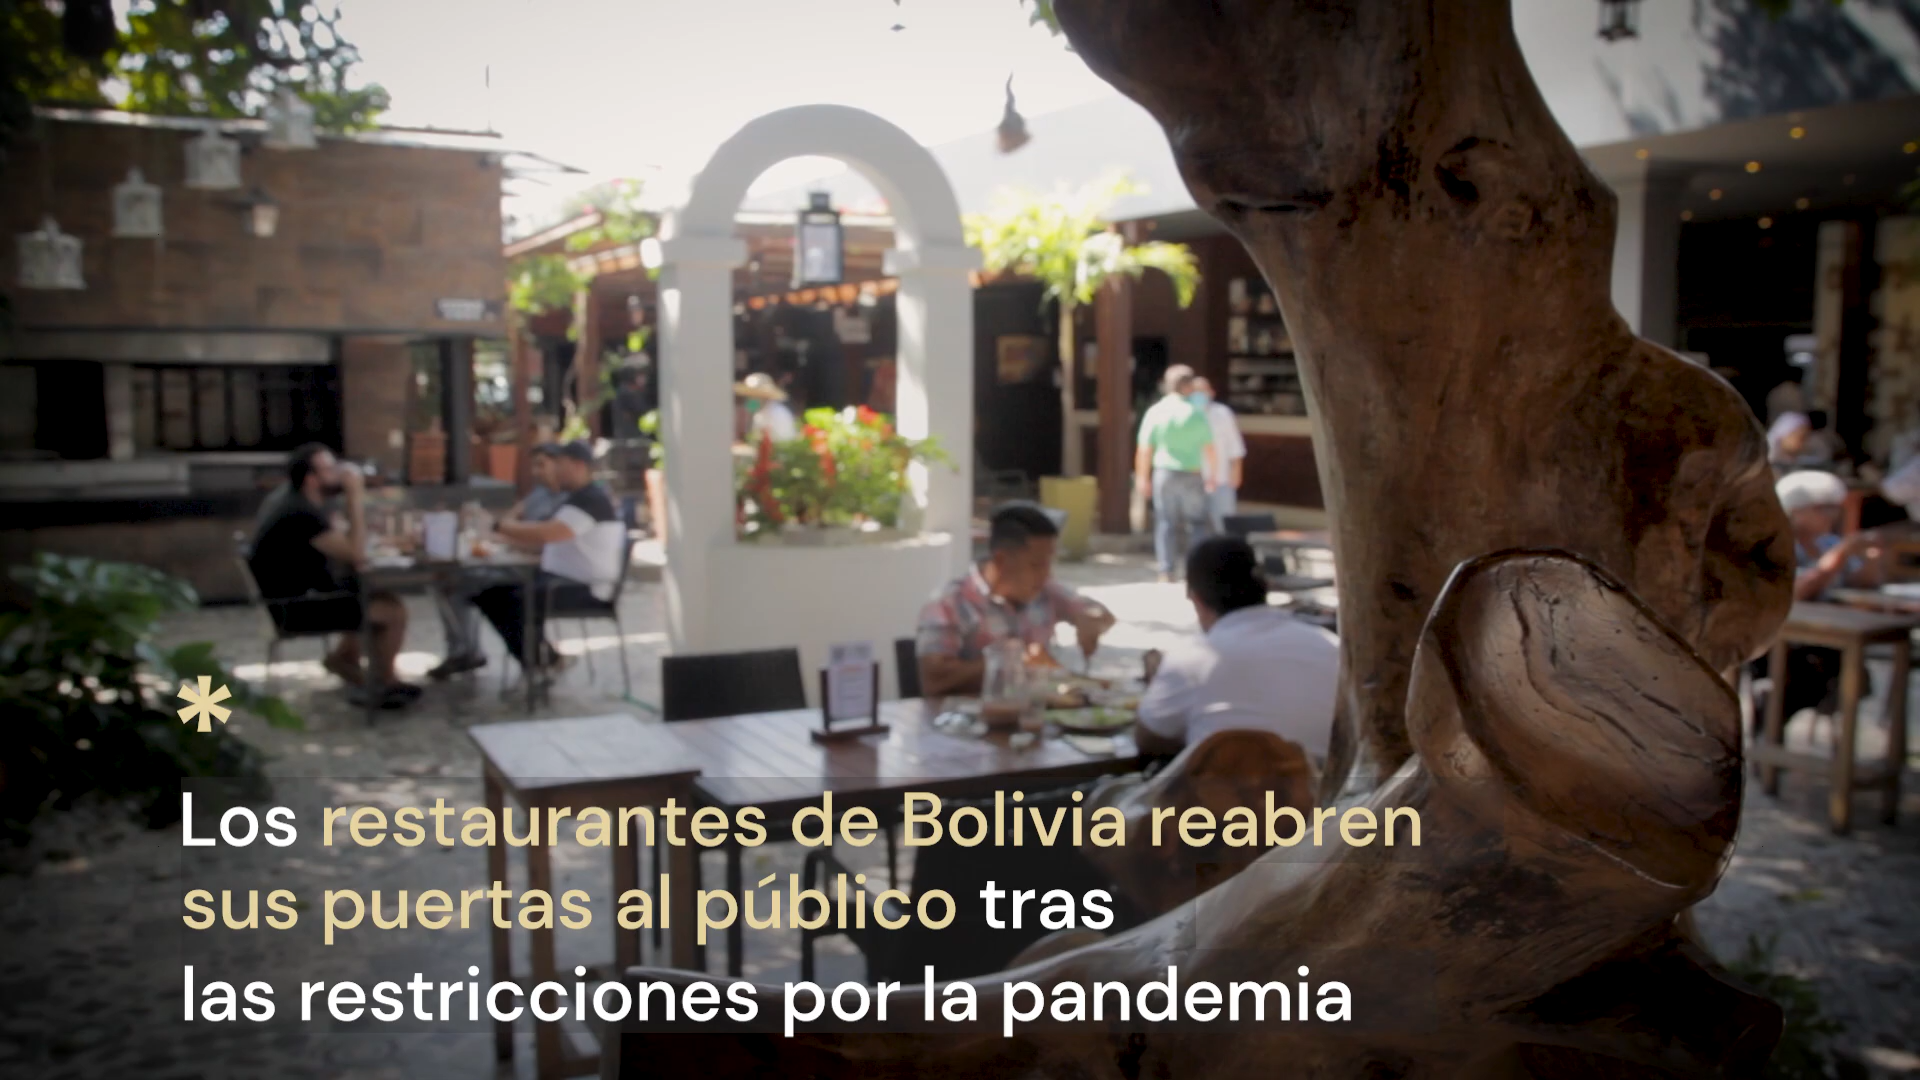 *
Los restaurantes de Bolivia reabren
sus puertas al público tras
las restricciones por la pandemia